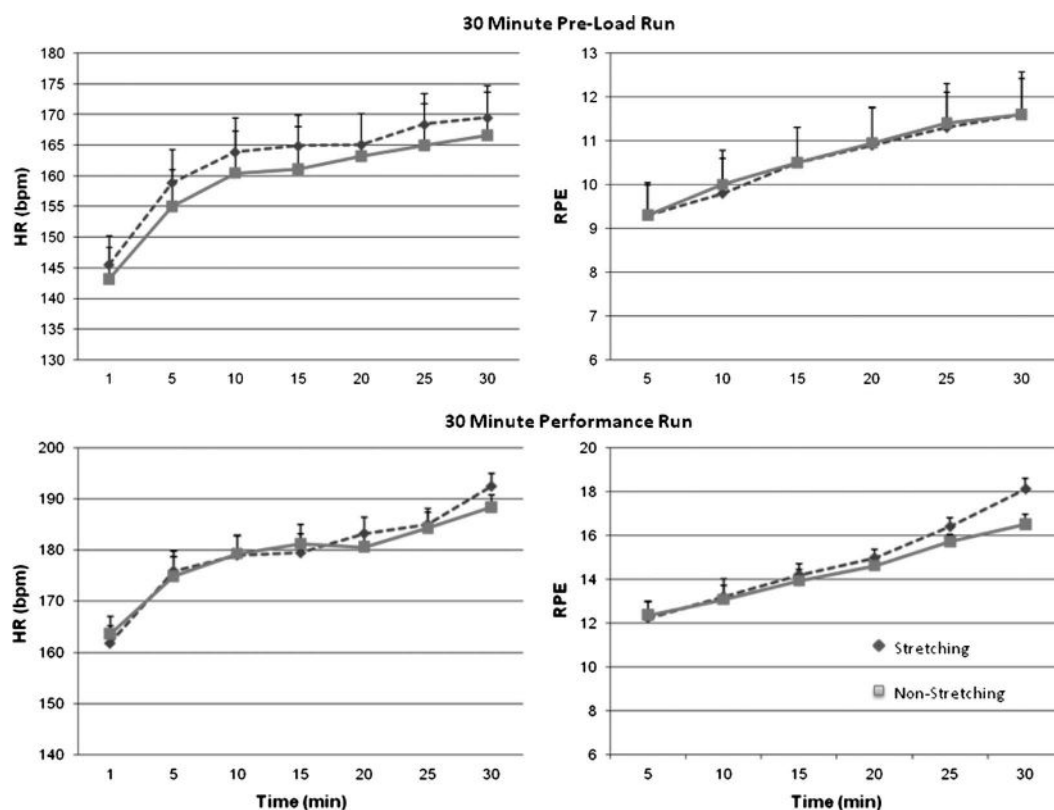 30 Minute Pre-Load Run
HR (bpm)
180
175
170
165
160
155
150
145
140
135
130
1 5 10 15 20 25 30
RPE
13
12
11
10
9
8
7
6
5 10 15 20 25 30
30 Minute Performance Run
HR (bpm)
200
190
180
170
160
150
140
1 5 10 15 20 25 30
Time (min)
RPE
20
18
16
14
12
10
8
6
Stretching
Non-Stretching
5 10 15 20 25 30
Time (min)